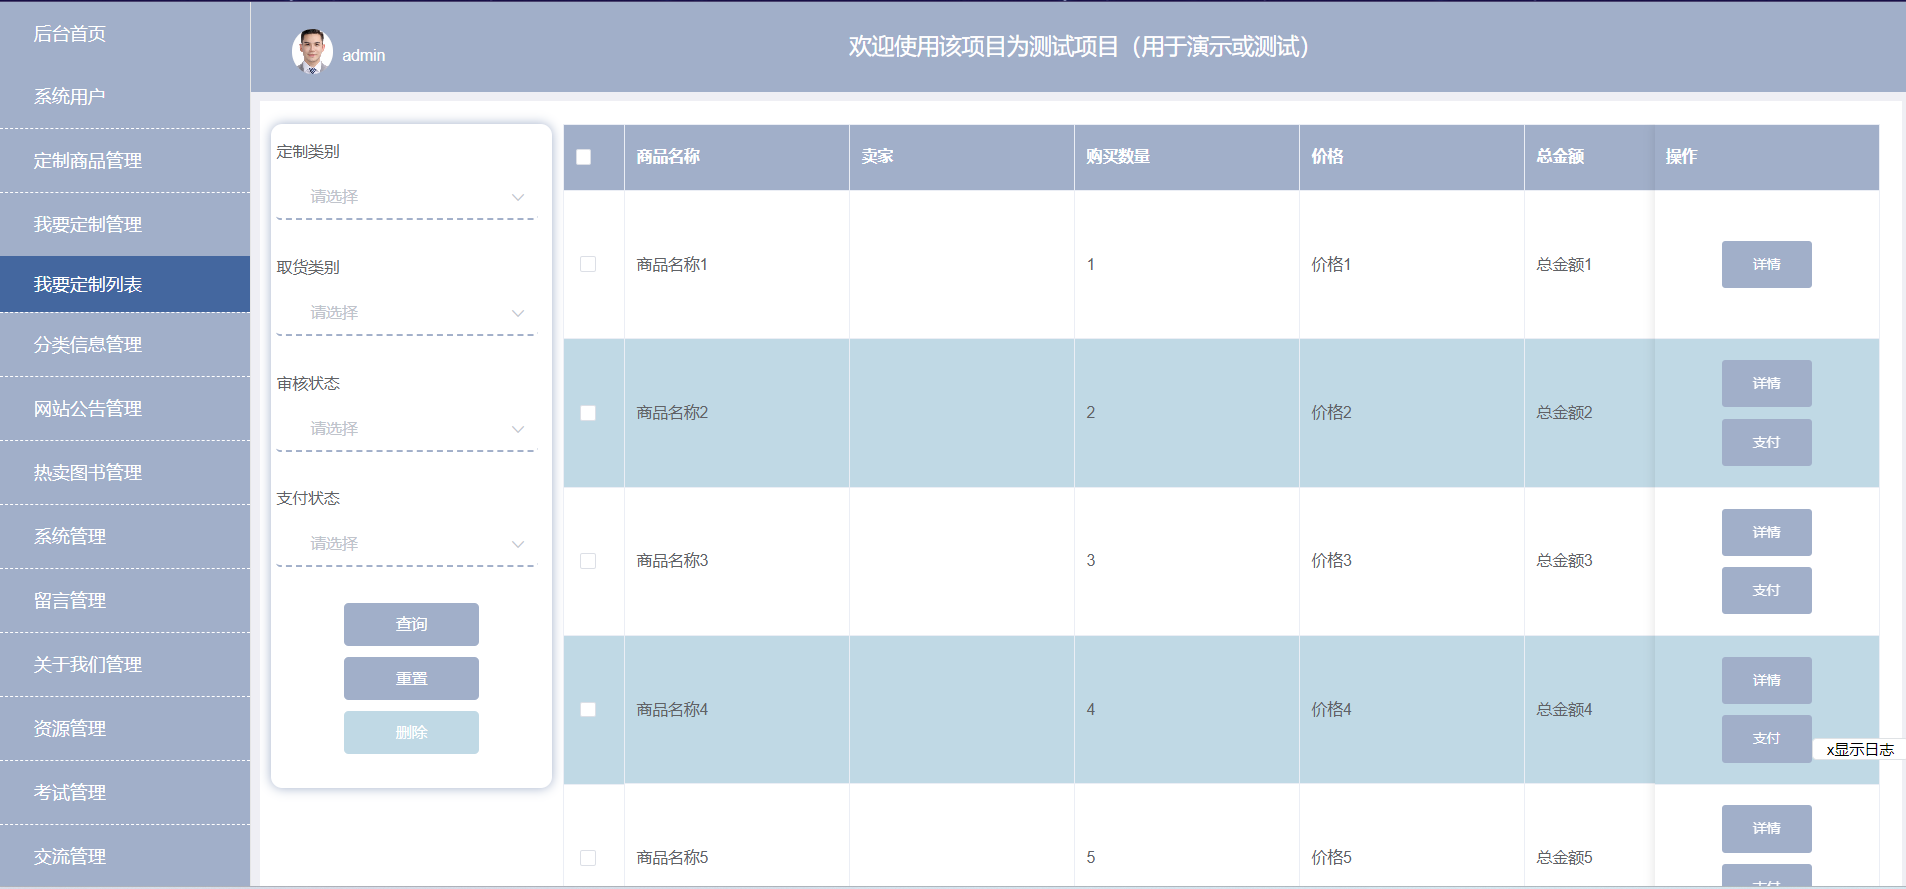 后台首页
系统用户
定制商品管理
我要定制管理
我要定制列表
分类信息管理
网站公告管理
热卖图书管理
系统管理
留言管理
关于我们管理
资源管理
考试管理
交流管理
admin
欢迎使用该项目为测试项目（用于演示或测试）
定制类别
请选择
取货类别
请选择
审核状态
请选择
支付状态
请选择
查询
重置
删除
商品名称 卖家 购买数量 价格 总金额 操作
商品名称1 1 价格1 总金额1 详情
商品名称2 2 价格2 总金额2 详情
支付
商品名称3 3 价格3 总金额3 详情
支付
商品名称4 4 价格4 总金额4 详情
支付
x显示日志
商品名称5 5 价格5 总金额5 详情